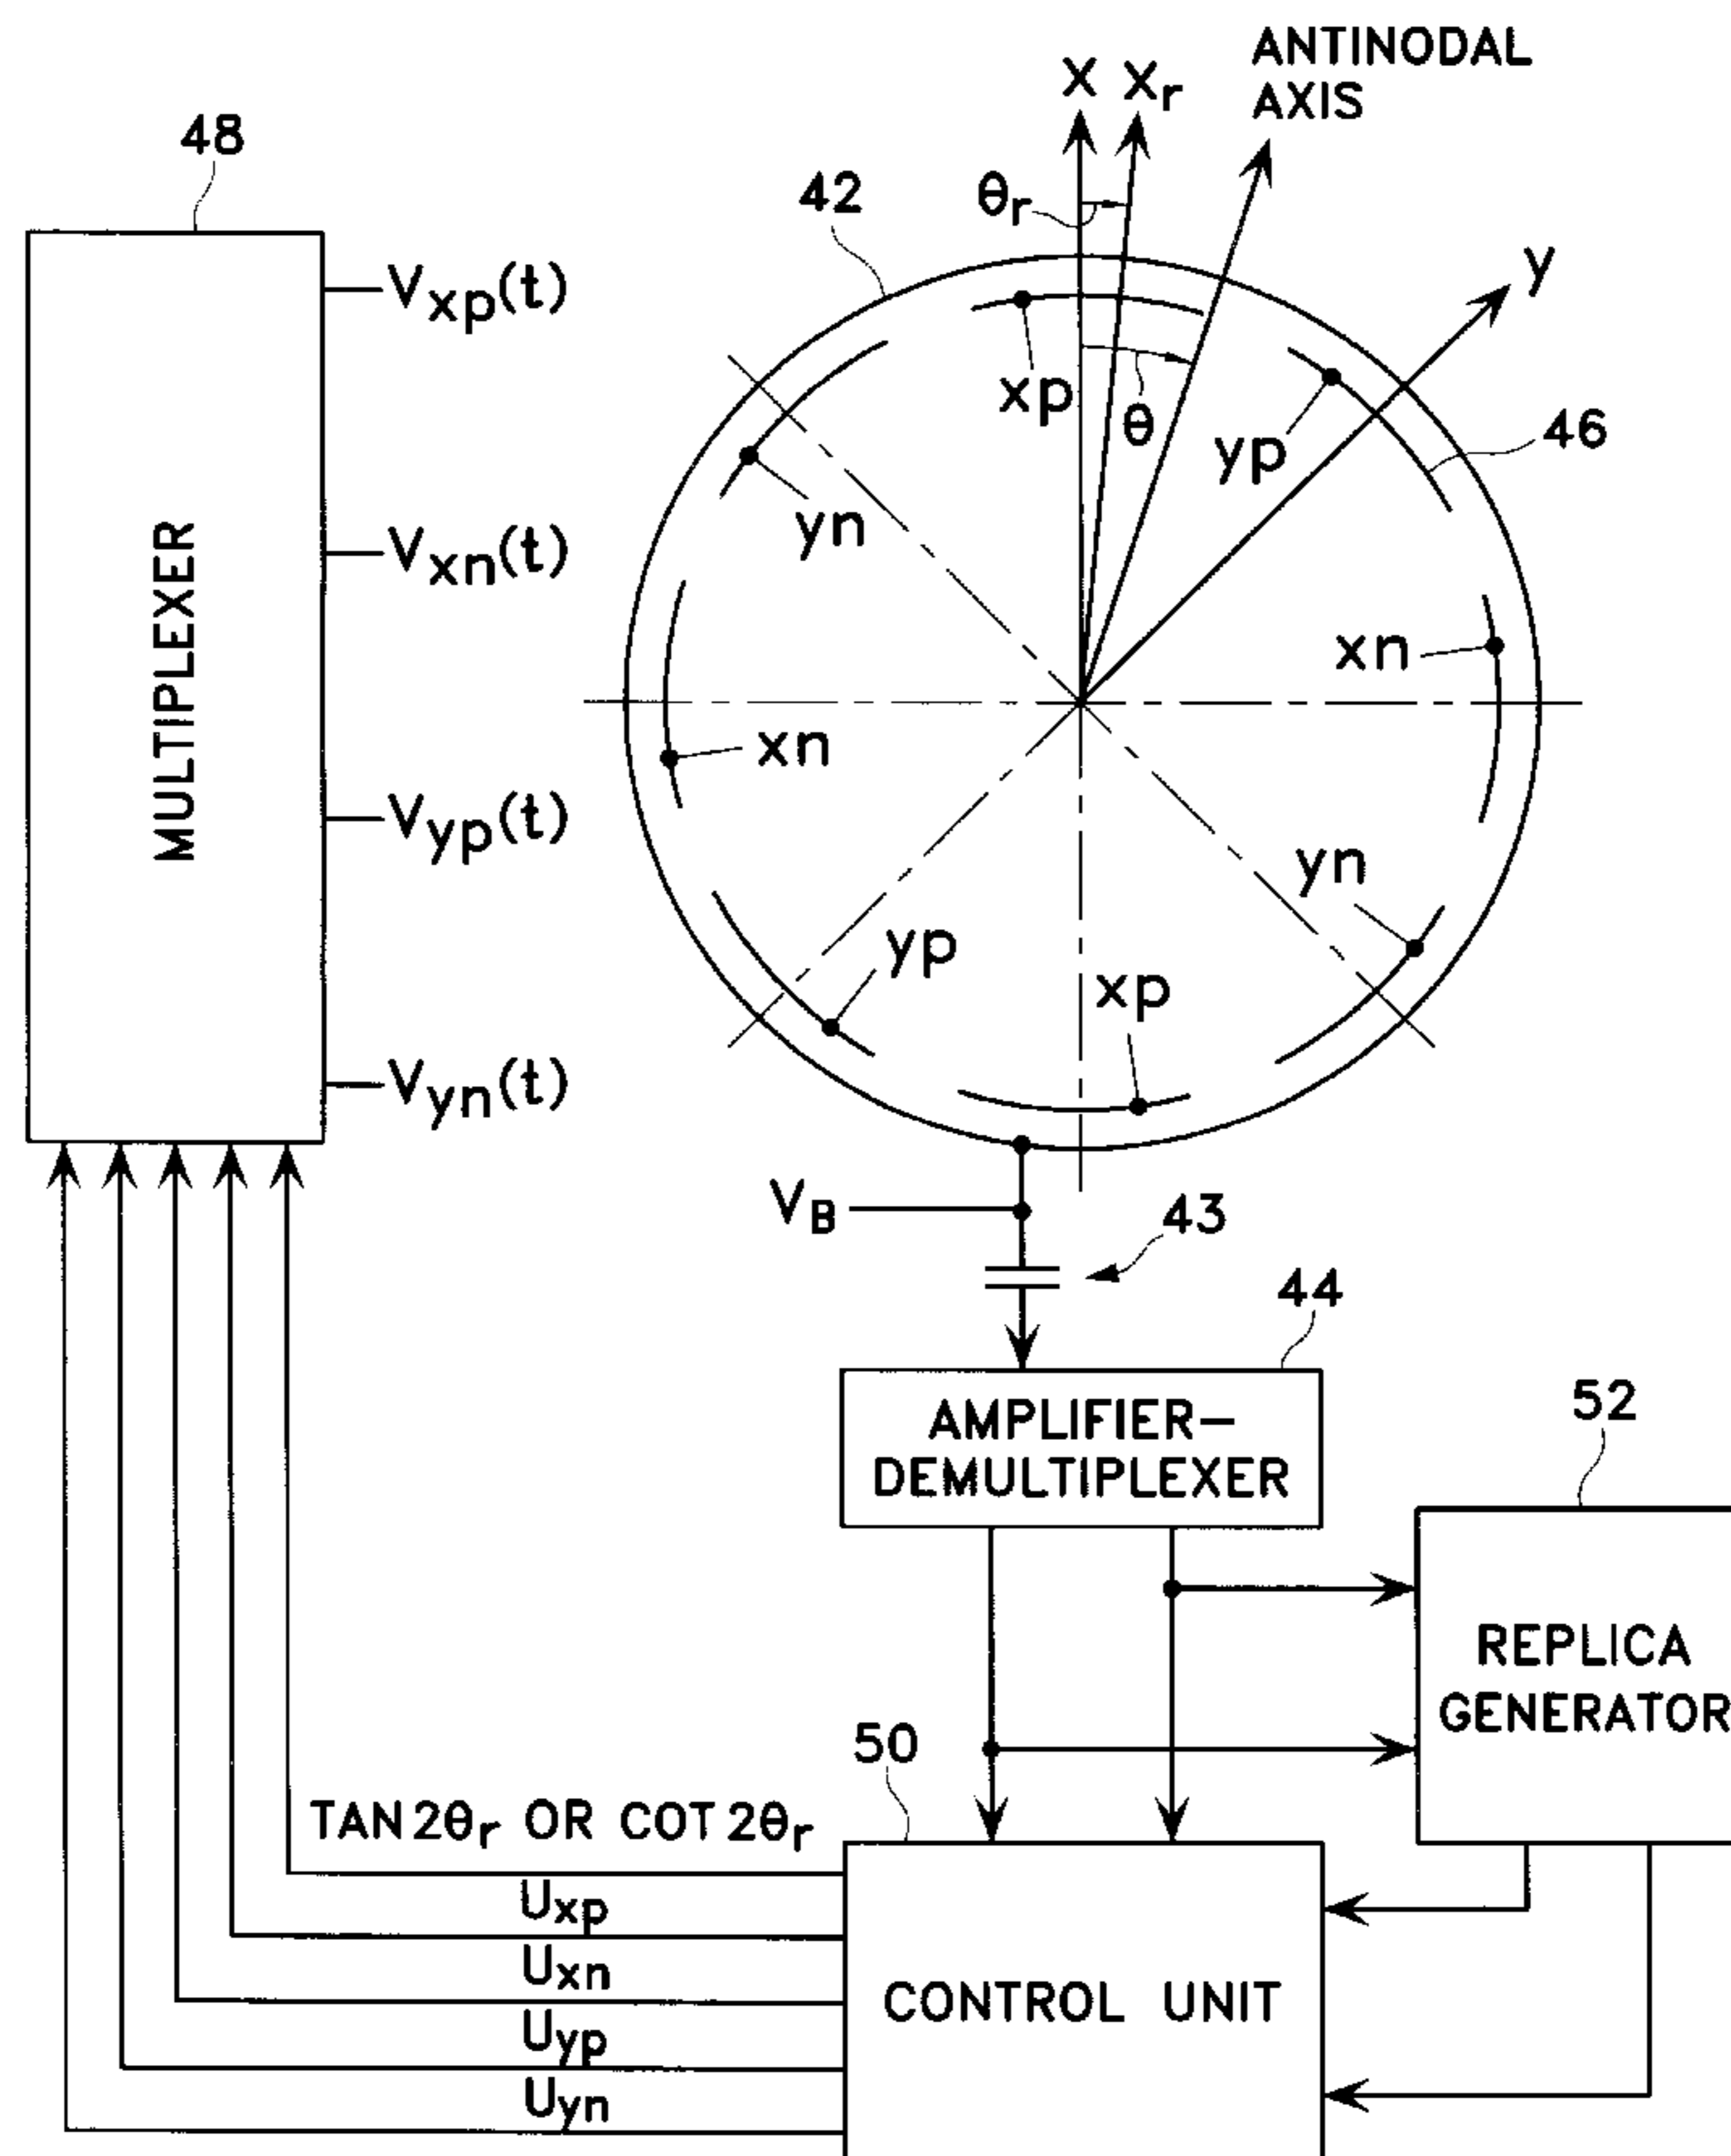 ANTINODAL
AXIS
x
xr
θr
48
42
y
Vxp(t)
xp
θ
yp
46
yn
Vxn(t)
MULTIPLEXER
xn
xn
Vyp(t)
yn
yp
xp
Vyn(t)
VB
43
44
AMPLIFIER–
DEMULTIPLEXER
52
REPLICA
GENERATOR
50
TAN 2θr OR COT 2θr
Uxp
Uxn
CONTROL UNIT
Uyp
Uyn